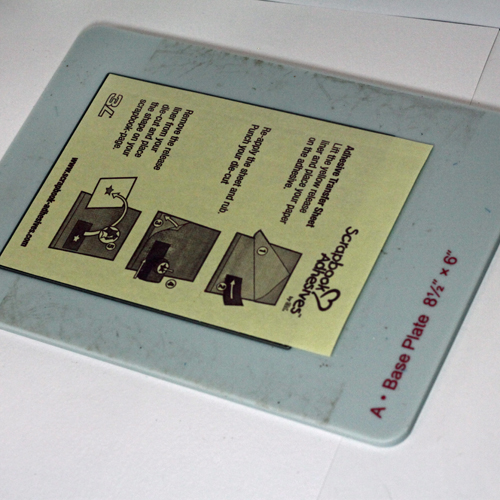 Scrapbook
Adhesives
by 3L
Adhesive Transfer Sheet
Lift the yellow release
liner and place your paper
on the adhesive.
Re-apply the sheet and rub.
Punch your die-cut.
Remove the release
liner from your
die-cut and place
the shape on your
scrapbook-page.
3L
www.scrapbook-adhesives.com
A • Base Plate 8½" × 6"